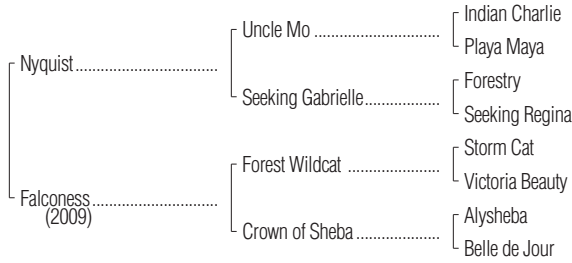 Indian Charlie
Uncle Mo ..............................
Playa Maya
Nyquist..................................
Forestry
Seeking Gabrielle..................
Seeking Regina
Storm Cat
Forest Wildcat ......................
Victoria Beauty
Falconess..............................
(2009)
Alysheba
Crown of Sheba ....................
Belle de Jour